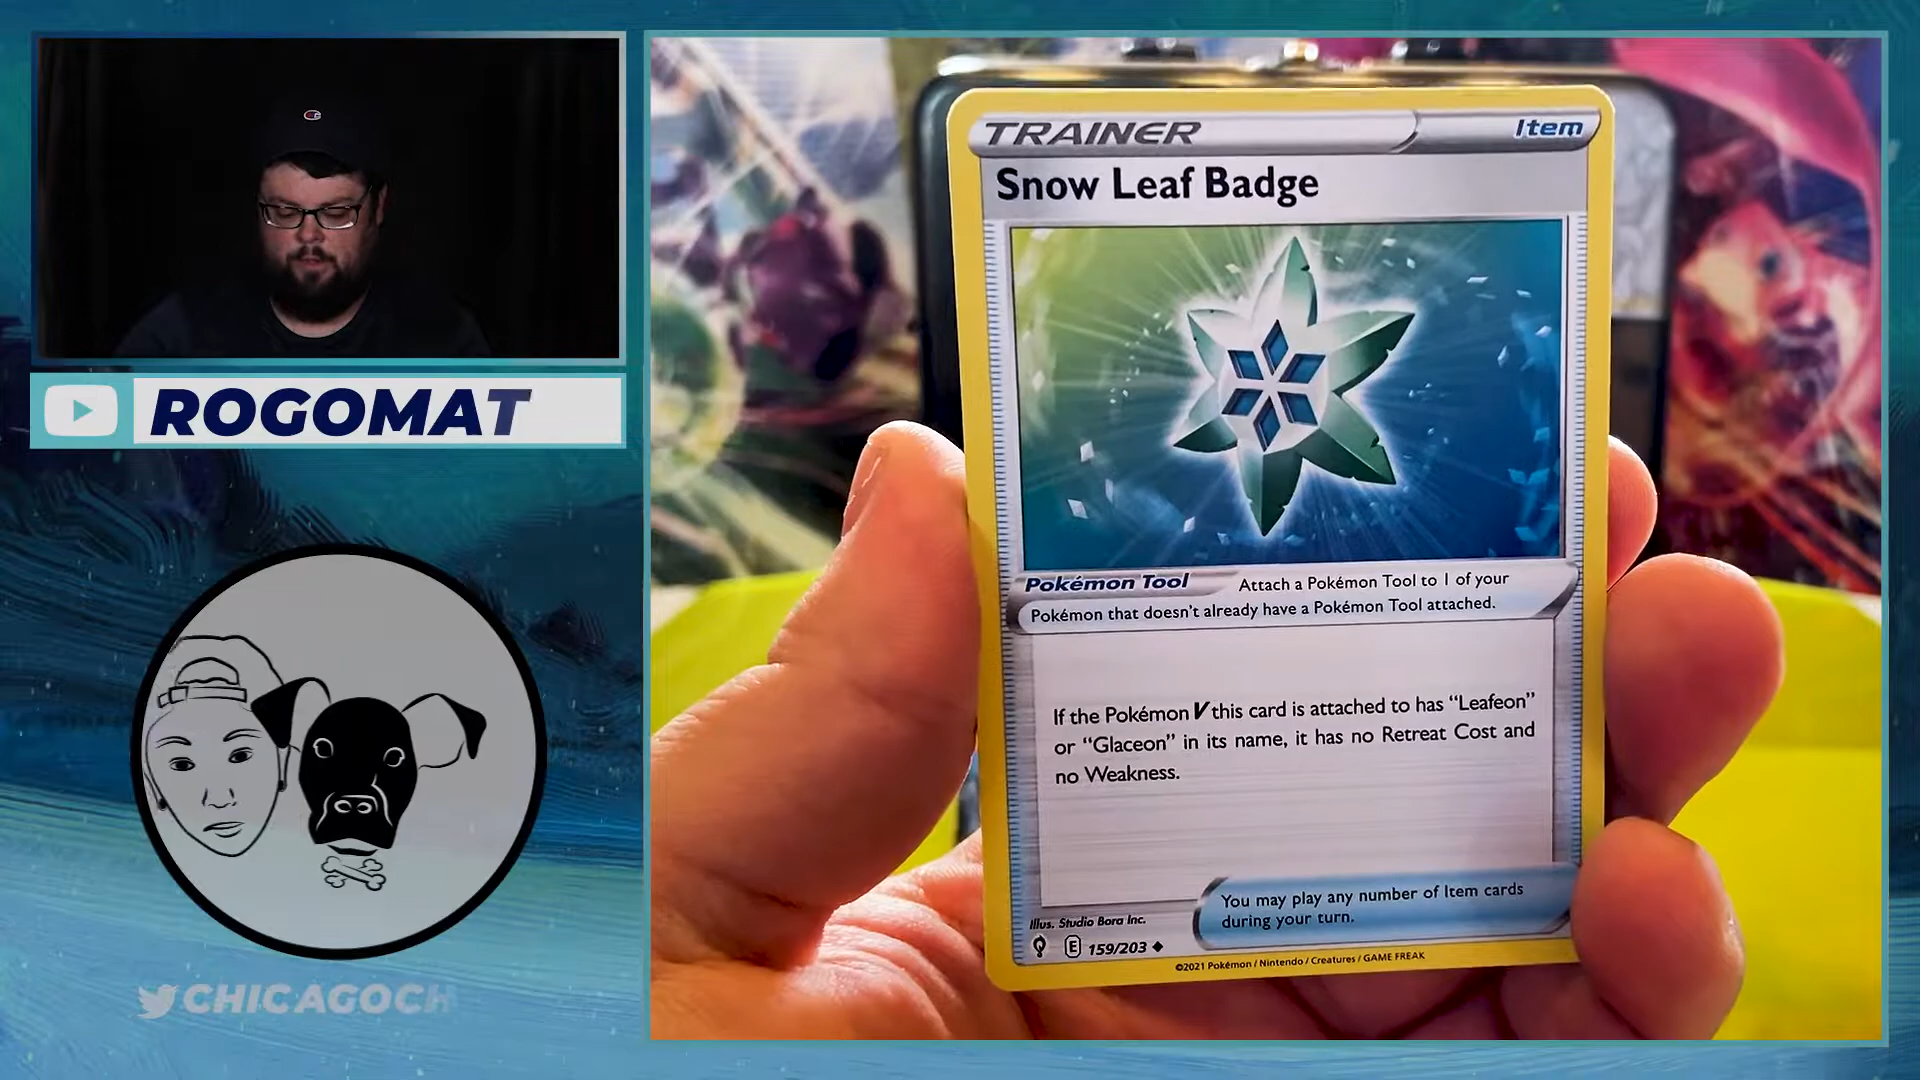 ROGOMAT
CHICAGOCH
TRAINER
Item
Snow Leaf Badge
Pokémon Tool
Attach a Pokémon Tool to 1 of your
Pokémon that doesn't already have a Pokémon Tool attached.
If the Pokémon V this card is attached to has “Leafeon”
or “Glaceon” in its name, it has no Retreat Cost and
no Weakness.
You may play any number of Item cards
during your turn.
Illus. Studio Bora Inc.
E 159/203
©2021 Pokémon / Nintendo / Creatures / GAME FREAK